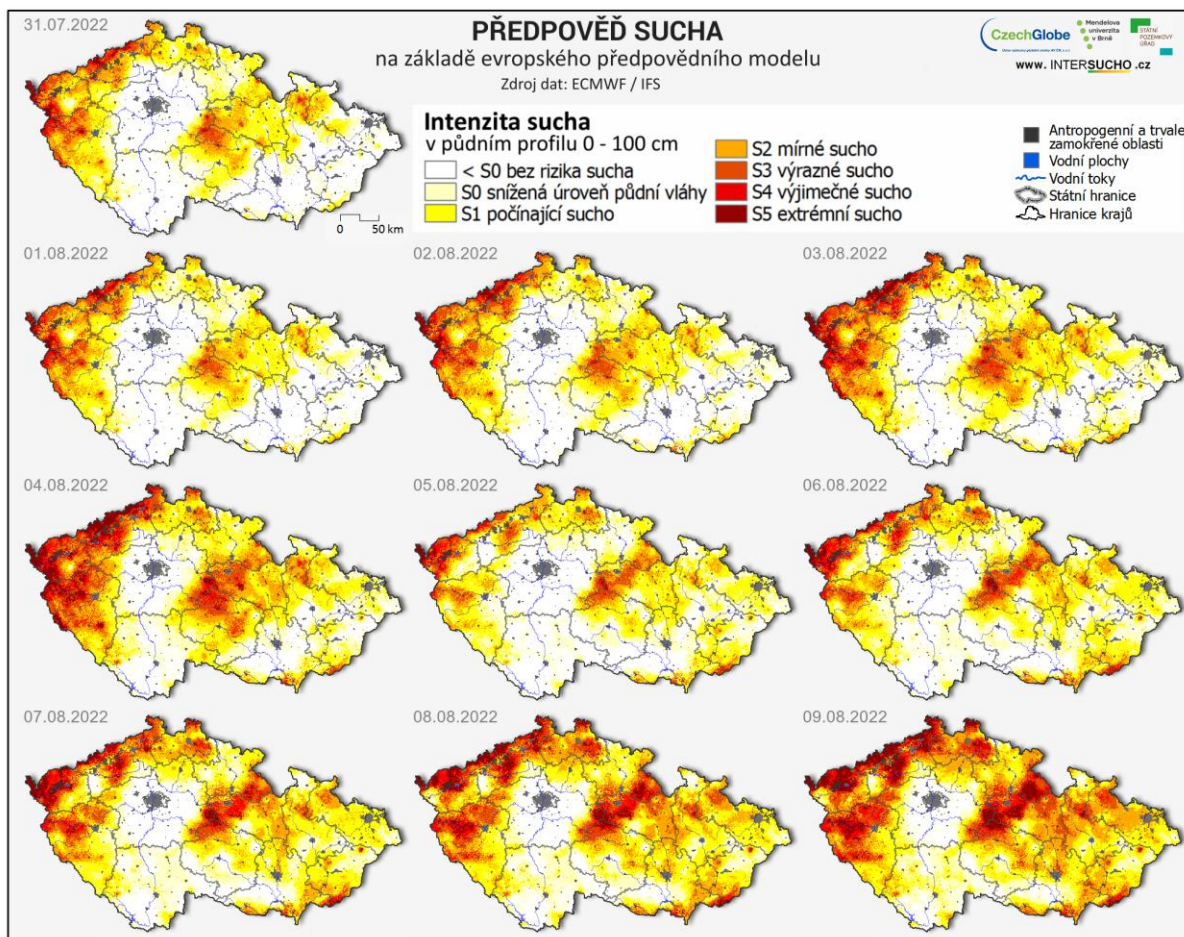 31.07.2022
PŘEDPOVĚĎ SUCHA
na základě evropského předpovědního modelu
Zdroj dat: ECMWF / IFS
CzechGlobe
Mendelova
univerzita
v Brně
STÁTNÍ
POZEMKOVÝ
ÚŘAD
www. INTERSUCHO .cz
Intenzita sucha
v půdním profilu 0 - 100 cm
< S0 bez rizika sucha
S0 snížená úroveň půdní vláhy
S1 počínající sucho
S2 mírné sucho
S3 výrazné sucho
S4 výjimečné sucho
S5 extrémní sucho
Antropogenní a trvale
zamokřené oblasti
Vodní plochy
Vodní toky
Státní hranice
Hranice krajů
0 50 km
01.08.2022
02.08.2022
03.08.2022
04.08.2022
05.08.2022
06.08.2022
07.08.2022
08.08.2022
09.08.2022